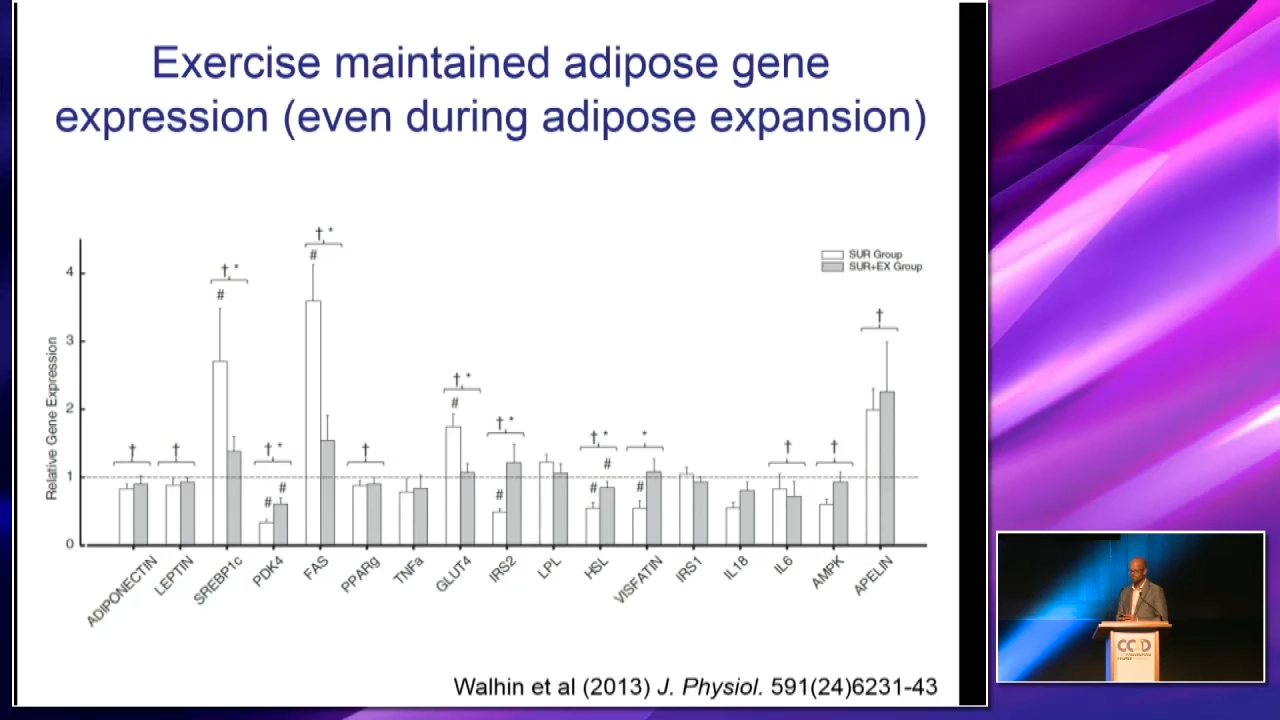 Exercise maintained adipose gene
expression (even during adipose expansion)
† *
#
† *
#
SUR Group
SUR+EX Group
4
3
2
1
0
Relative Gene Expression
†
†
† *
#
#
†
† *
#
† *
#
† *
#
#
*
#
†
†
†
ADIPONECTIN
LEPTIN
SREBP1c
PDK4
FAS
PPARg
TNFa
GLUT4
IRS2
LPL
HSL
VISFATIN
IRS1
IL18
IL6
AMPK
APELIN
Walhin et al (2013) J. Physiol. 591(24)6231-43
THE CONVENTION